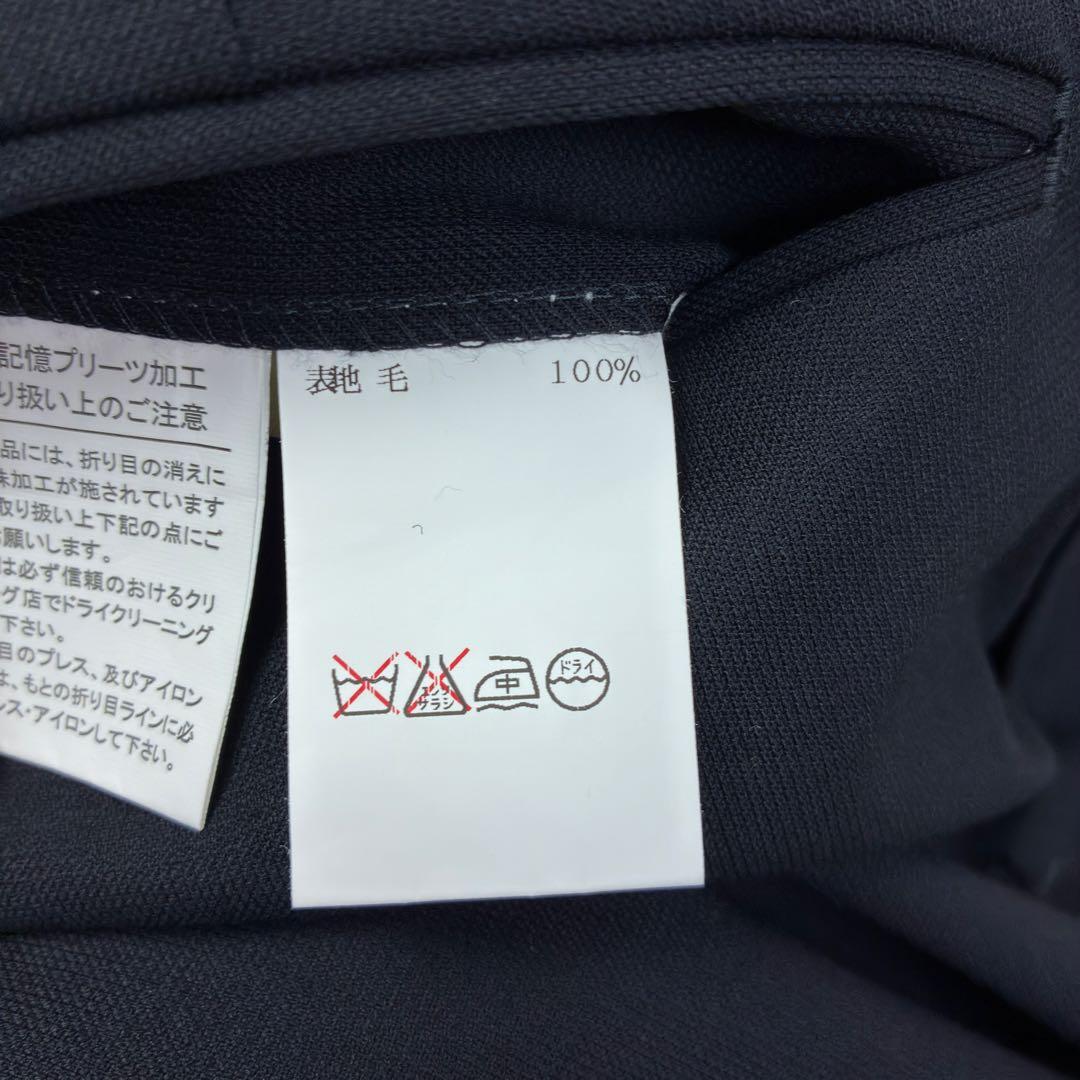 記憶プリーツ加工
り扱い上のご注意
品には、折り目の消えに
加工が施されています
取り扱い上下記の点にご
願いします。
は必ず信頼のおけるクリ
グ店でドライクリーニング
下さい。
目のプレス、及びアイロン
は、もとの折り目ラインに必
レス・アイロンして下さい。
表地 毛 100%
エンソ
サラシ
中
ドライ